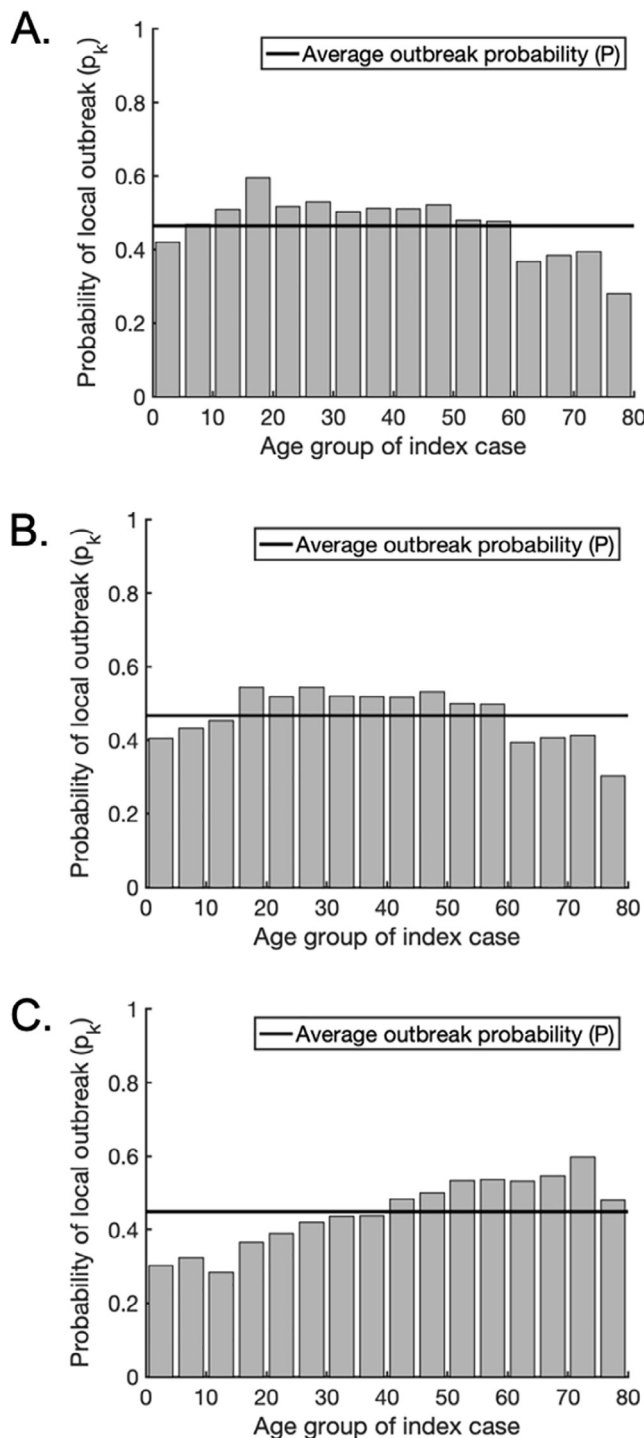 A.
Average outbreak probability (P)
Probability of local outbreak (pk)
1
0.8
0.6
0.4
0.2
0
0 10 20 30 40 50 60 70 80
Age group of index case
B.
Average outbreak probability (P)
Probability of local outbreak (pk)
1
0.8
0.6
0.4
0.2
0
0 10 20 30 40 50 60 70 80
Age group of index case
C.
Average outbreak probability (P)
Probability of local outbreak (pk)
1
0.8
0.6
0.4
0.2
0
0 10 20 30 40 50 60 70 80
Age group of index case